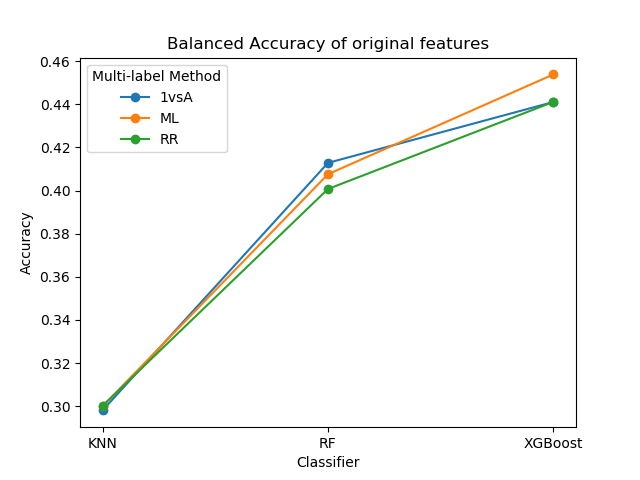 Balanced Accuracy of original features
Multi-label Method
1vsA
ML
RR
Accuracy
0.46
0.44
0.42
0.40
0.38
0.36
0.34
0.32
0.30
KNN RF XGBoost
Classifier